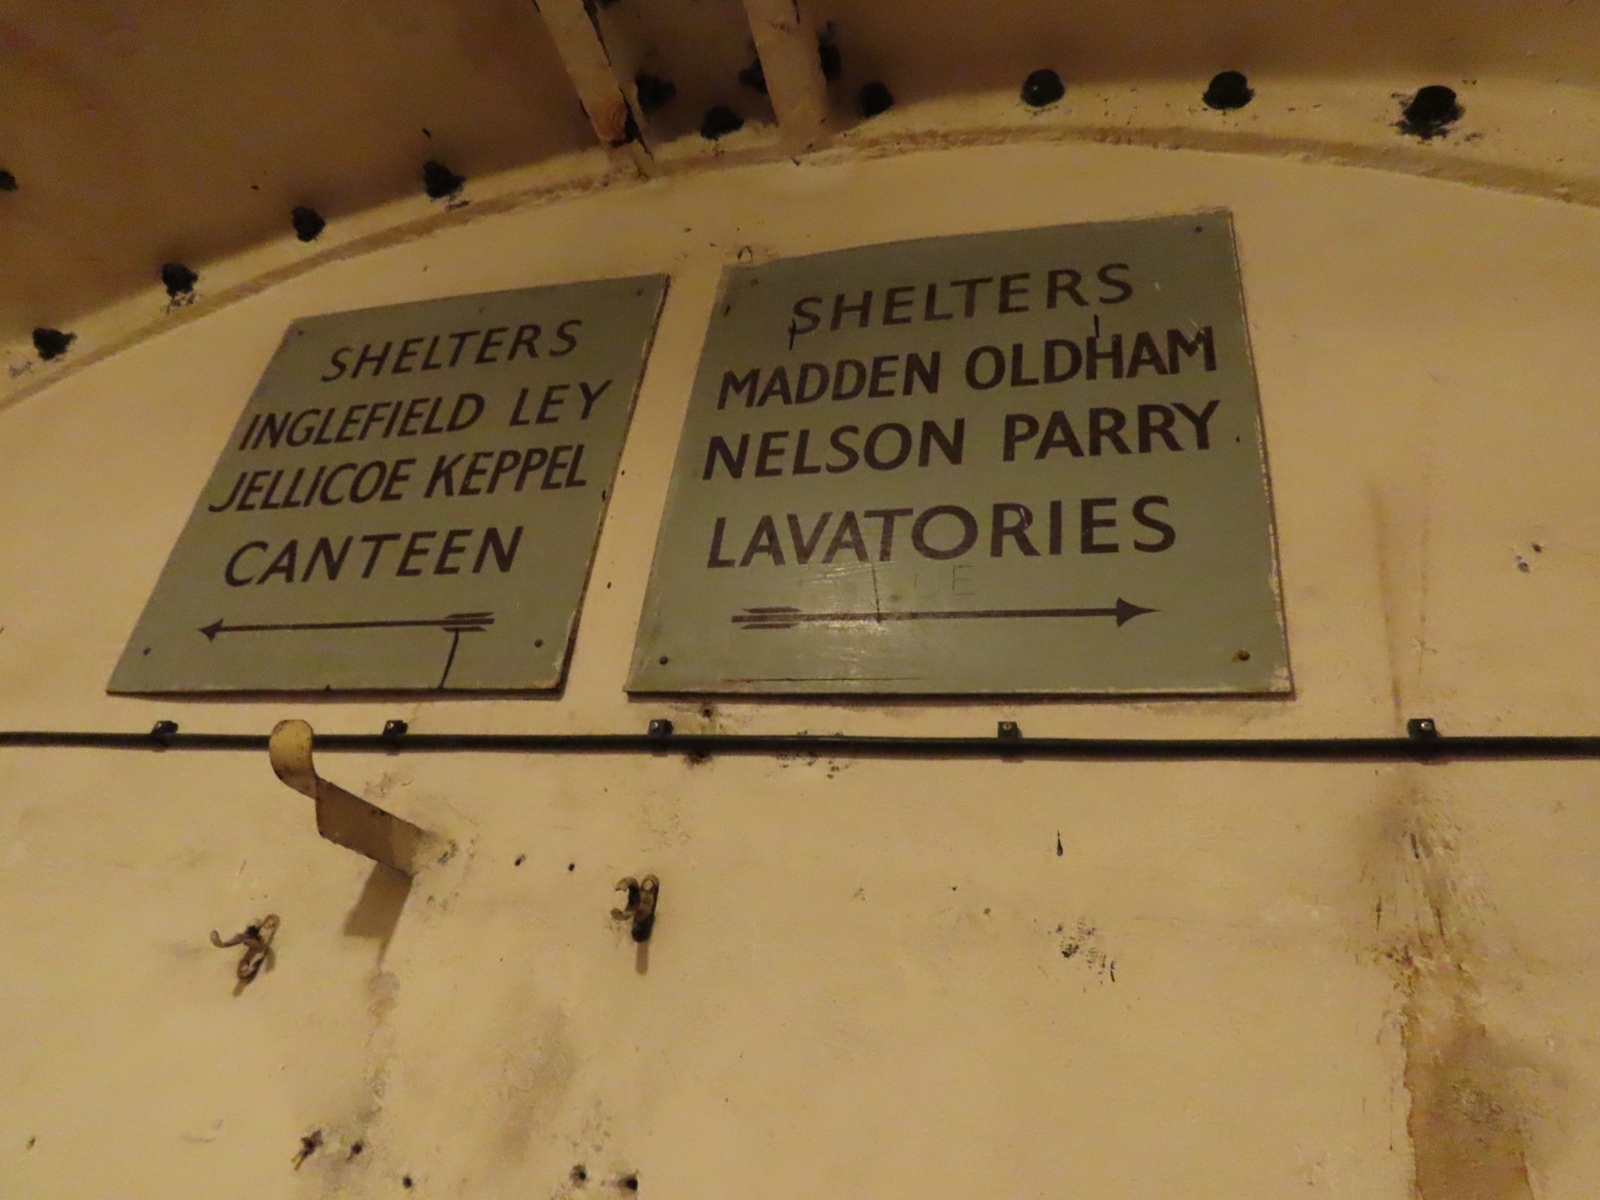 SHELTERS
INGLEFIELD LEY
JELLICOE KEPPEL
CANTEEN
SHELTERS
MADDEN OLDHAM
NELSON PARRY
LAVATORIES